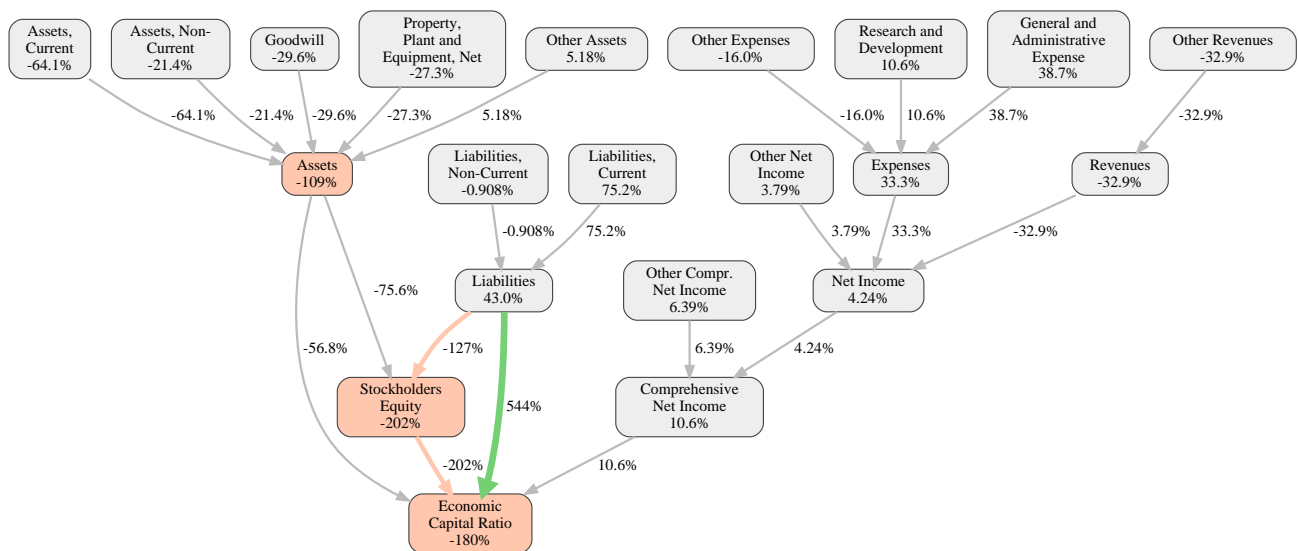 Assets,
Current
-64.1%
Assets, Non-
Current
-21.4%
Goodwill
-29.6%
Property,
Plant and
Equipment, Net
-27.3%
Other Assets
5.18%
Other Expenses
-16.0%
Research and
Development
10.6%
General and
Administrative
Expense
38.7%
Other Revenues
-32.9%
-64.1%
-21.4%
-29.6%
-27.3%
5.18%
-16.0%
10.6%
38.7%
-32.9%
Assets
-109%
Liabilities,
Non-Current
-0.908%
Liabilities,
Current
75.2%
Other Net
Income
3.79%
Expenses
33.3%
Revenues
-32.9%
-0.908%
75.2%
3.79%
33.3%
-32.9%
-75.6%
Liabilities
43.0%
Other Compr.
Net Income
6.39%
Net Income
4.24%
-56.8%
-127%
6.39%
4.24%
Stockholders
Equity
-202%
544%
Comprehensive
Net Income
10.6%
-202%
10.6%
Economic
Capital Ratio
-180%